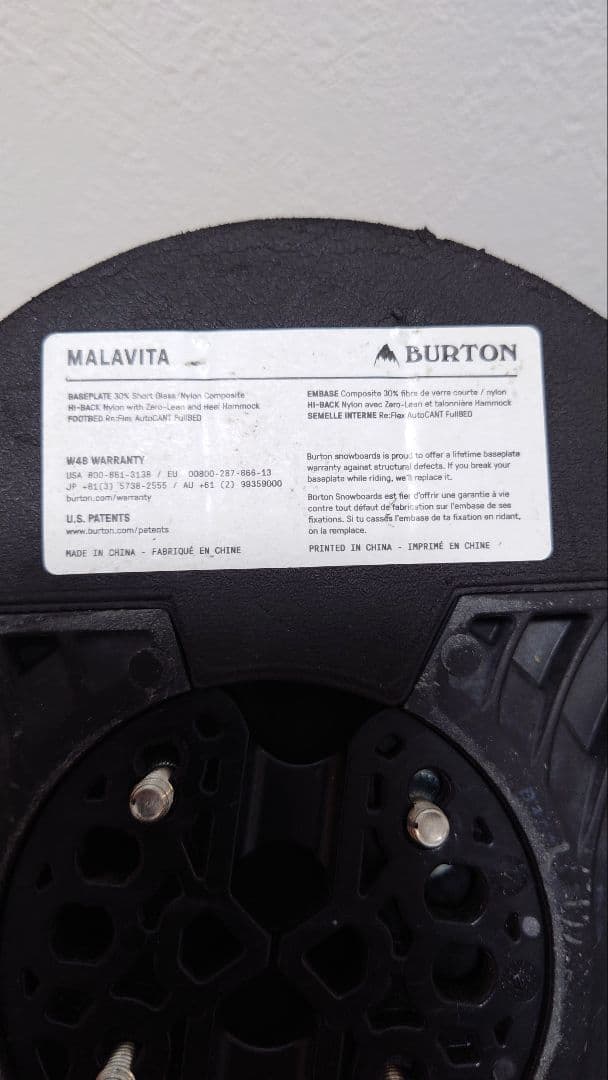 MALAVITA
BURTON
BASEPLATE 30% Short Glass/Nylon Composite
HI-BACK Nylon with Zero-Lean and Heel Hammock
FOOTBED Re:Flex AutoCANT FullBED
EMBASE Composite 30% fibre de verre courte / nylon
HI-BACK Nylon avec Zero-Lean et talonnière Hammock
SEMELLE INTERNE Re:Flex AutoCANT FullBED
W48 WARRANTY
USA 800-881-3138 / EU 00800-287-866-13
JP +81(3) 5738-2555 / AU +61 (2) 98359000
burton.com/warranty
U.S. PATENTS
www.burton.com/patents
MADE IN CHINA - FABRIQUÉ EN CHINE
Burton snowboards is proud to offer a lifetime baseplate
warranty against structural defects. If you break your
baseplate while riding, we'll replace it.
Burton Snowboards est fier d'offrir une garantie à vie
contre tout défaut de fabrication sur l'embase de ses
fixations. Si tu casses l'embase de ta fixation en ridant,
on la remplace.
PRINTED IN CHINA - IMPRIMÉ EN CHINE